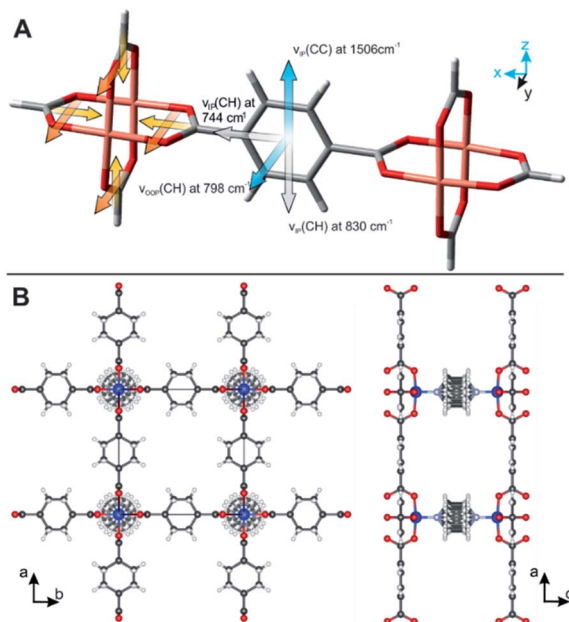 A
ν_IP(CC) at 1506cm⁻¹
z
x
y
ν_IP(CH) at
744 cm⁻¹
ν_OOP(CH) at 798 cm⁻¹
ν_IP(CH) at 830 cm⁻¹
B
a
b
a
c